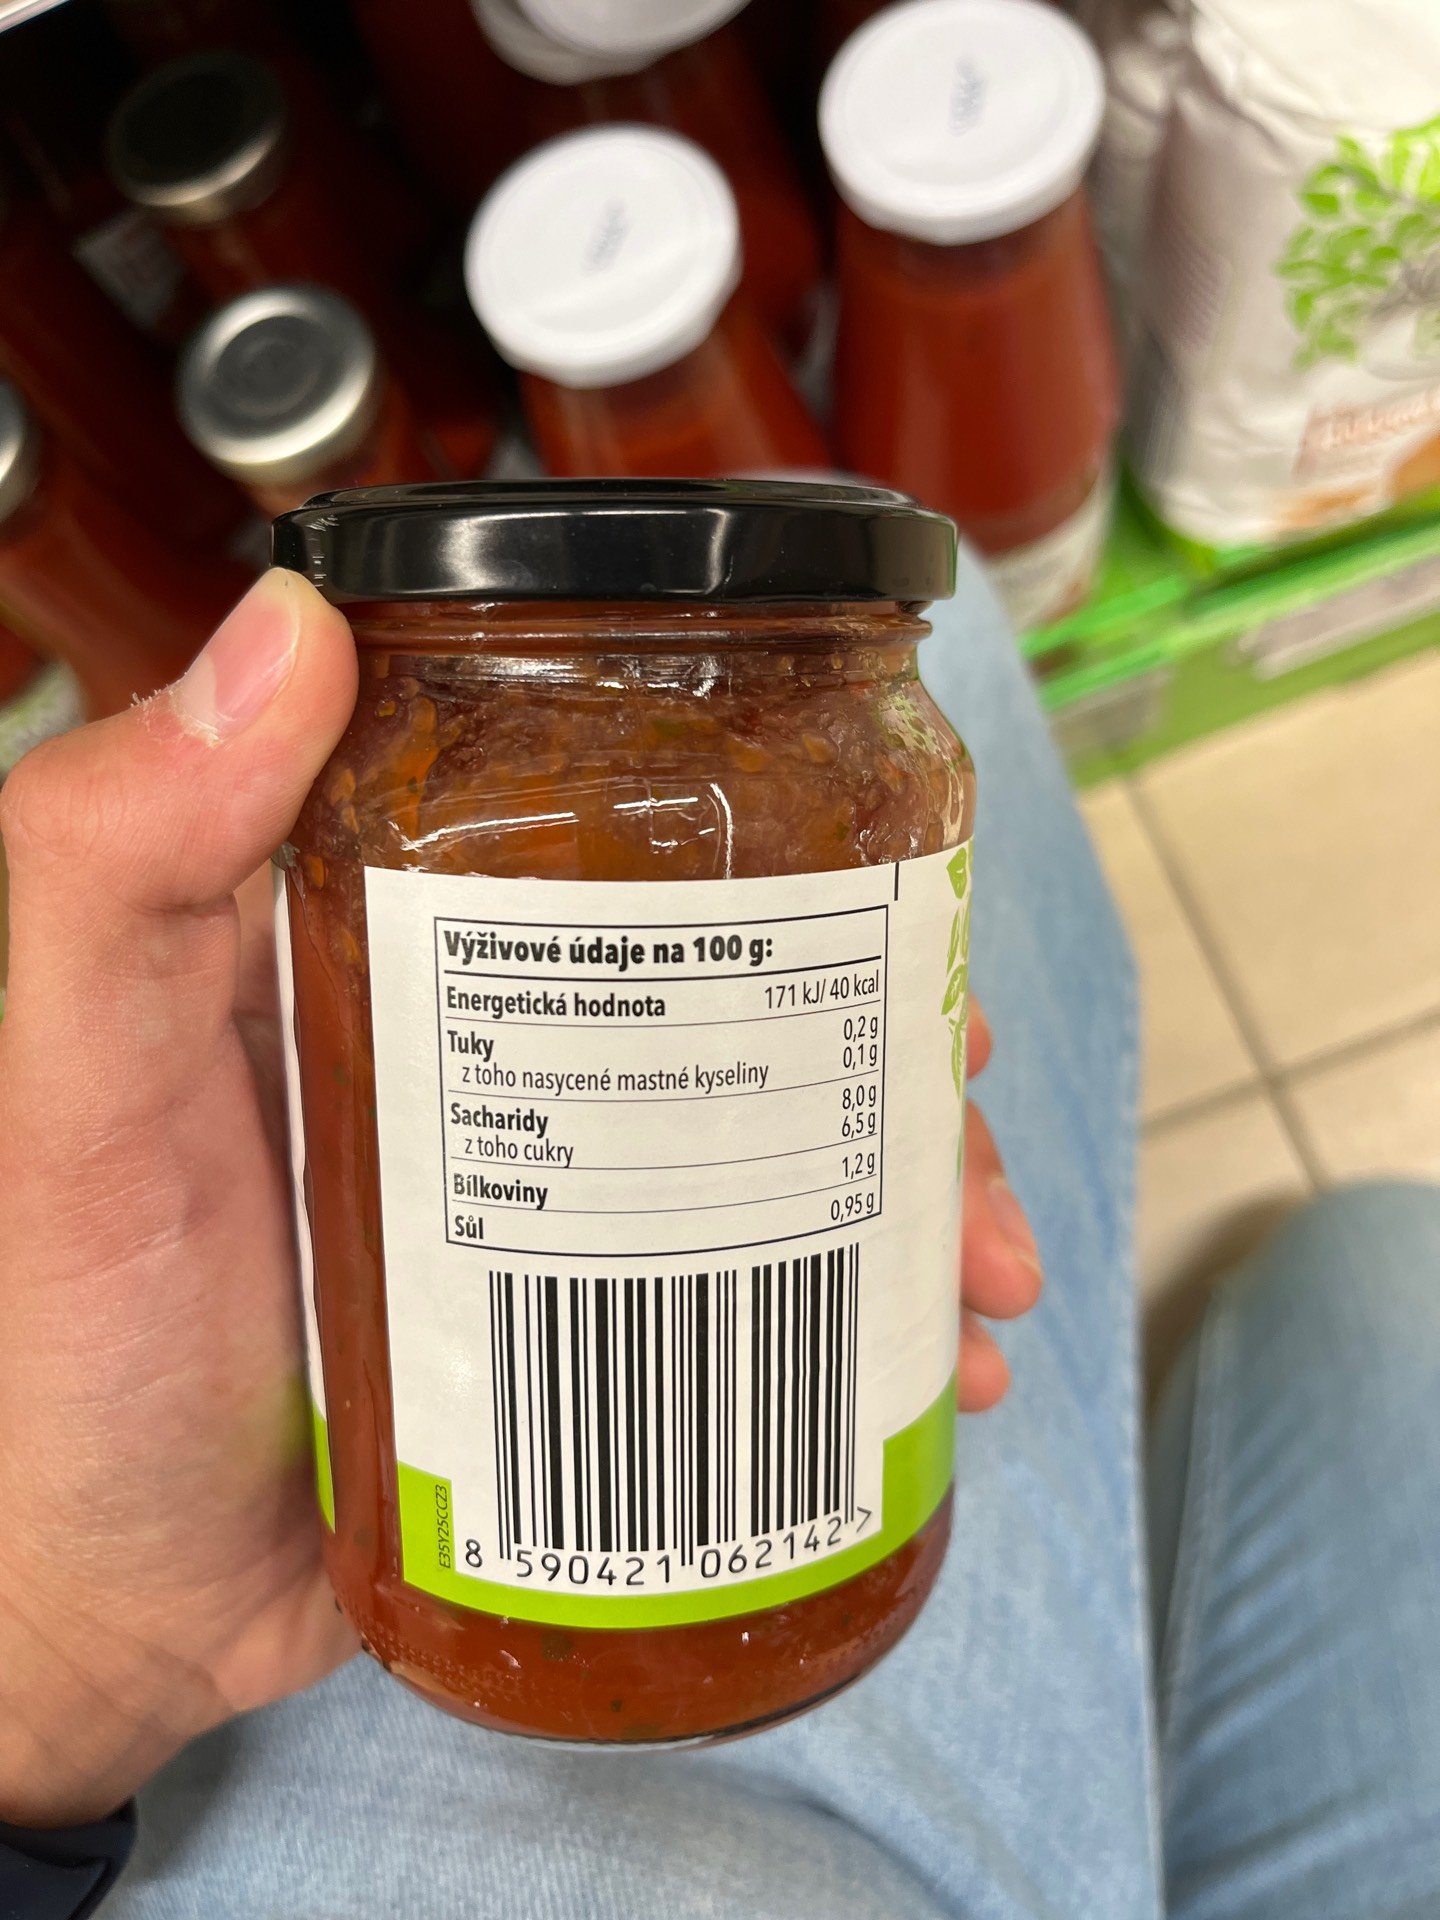 Výživové údaje na 100 g:
Energetická hodnota 171 kJ/ 40 kcal
Tuky 0,2 g
z toho nasycené mastné kyseliny 0,1 g
Sacharidy 8,0 g
z toho cukry 6,5 g
Bílkoviny 1,2 g
Sůl 0,95 g
E35Y25CCZ3
8 590421 062142 >